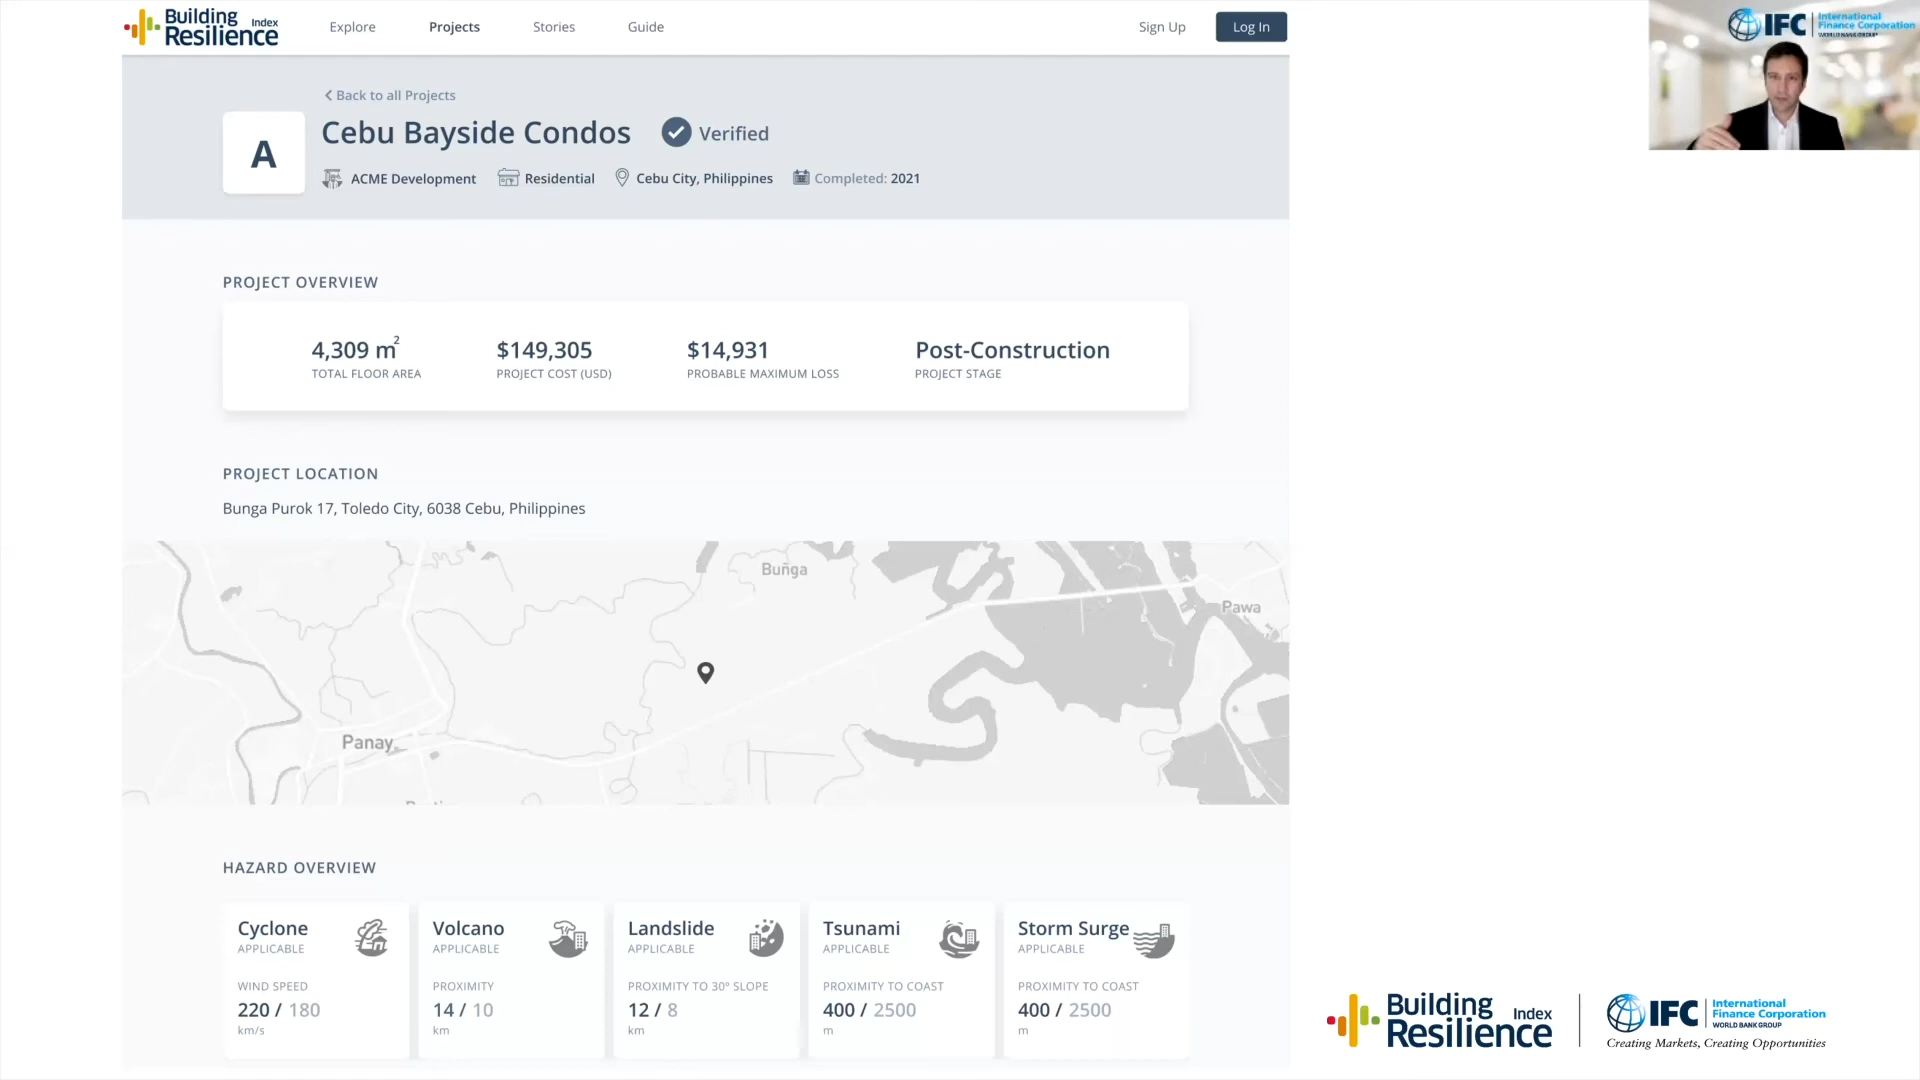 Building
Resilience Index
Explore
Projects
Stories
Guide
Sign Up
Log In
IFC International
Finance Corporation
WORLD BANK GROUP
Back to all Projects
A
Cebu Bayside Condos
Verified
ACME Development
Residential
Cebu City, Philippines
Completed: 2021
PROJECT OVERVIEW
4,309 m2
TOTAL FLOOR AREA
$149,305
PROJECT COST (USD)
$14,931
PROBABLE MAXIMUM LOSS
Post-Construction
PROJECT STAGE
PROJECT LOCATION
Bunga Purok 17, Toledo City, 6038 Cebu, Philippines
Buñga
Pawa
Panay
HAZARD OVERVIEW
Cyclone
APPLICABLE
WIND SPEED
220 / 180
km/s
Volcano
APPLICABLE
PROXIMITY
14 / 10
km
Landslide
APPLICABLE
PROXIMITY TO 30° SLOPE
12 / 8
km
Tsunami
APPLICABLE
PROXIMITY TO COAST
400 / 2500
m
Storm Surge
APPLICABLE
PROXIMITY TO COAST
400 / 2500
m
Building
Resilience Index
IFC International
Finance Corporation
WORLD BANK GROUP
Creating Markets, Creating Opportunities